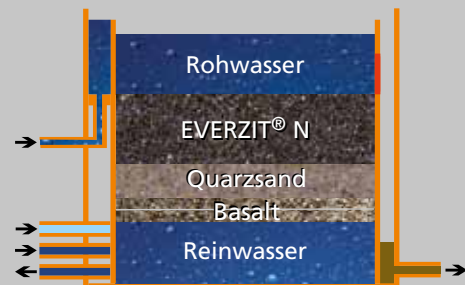 Rohwasser
EVERZIT® N
Quarzsand
Basalt
Reinwasser